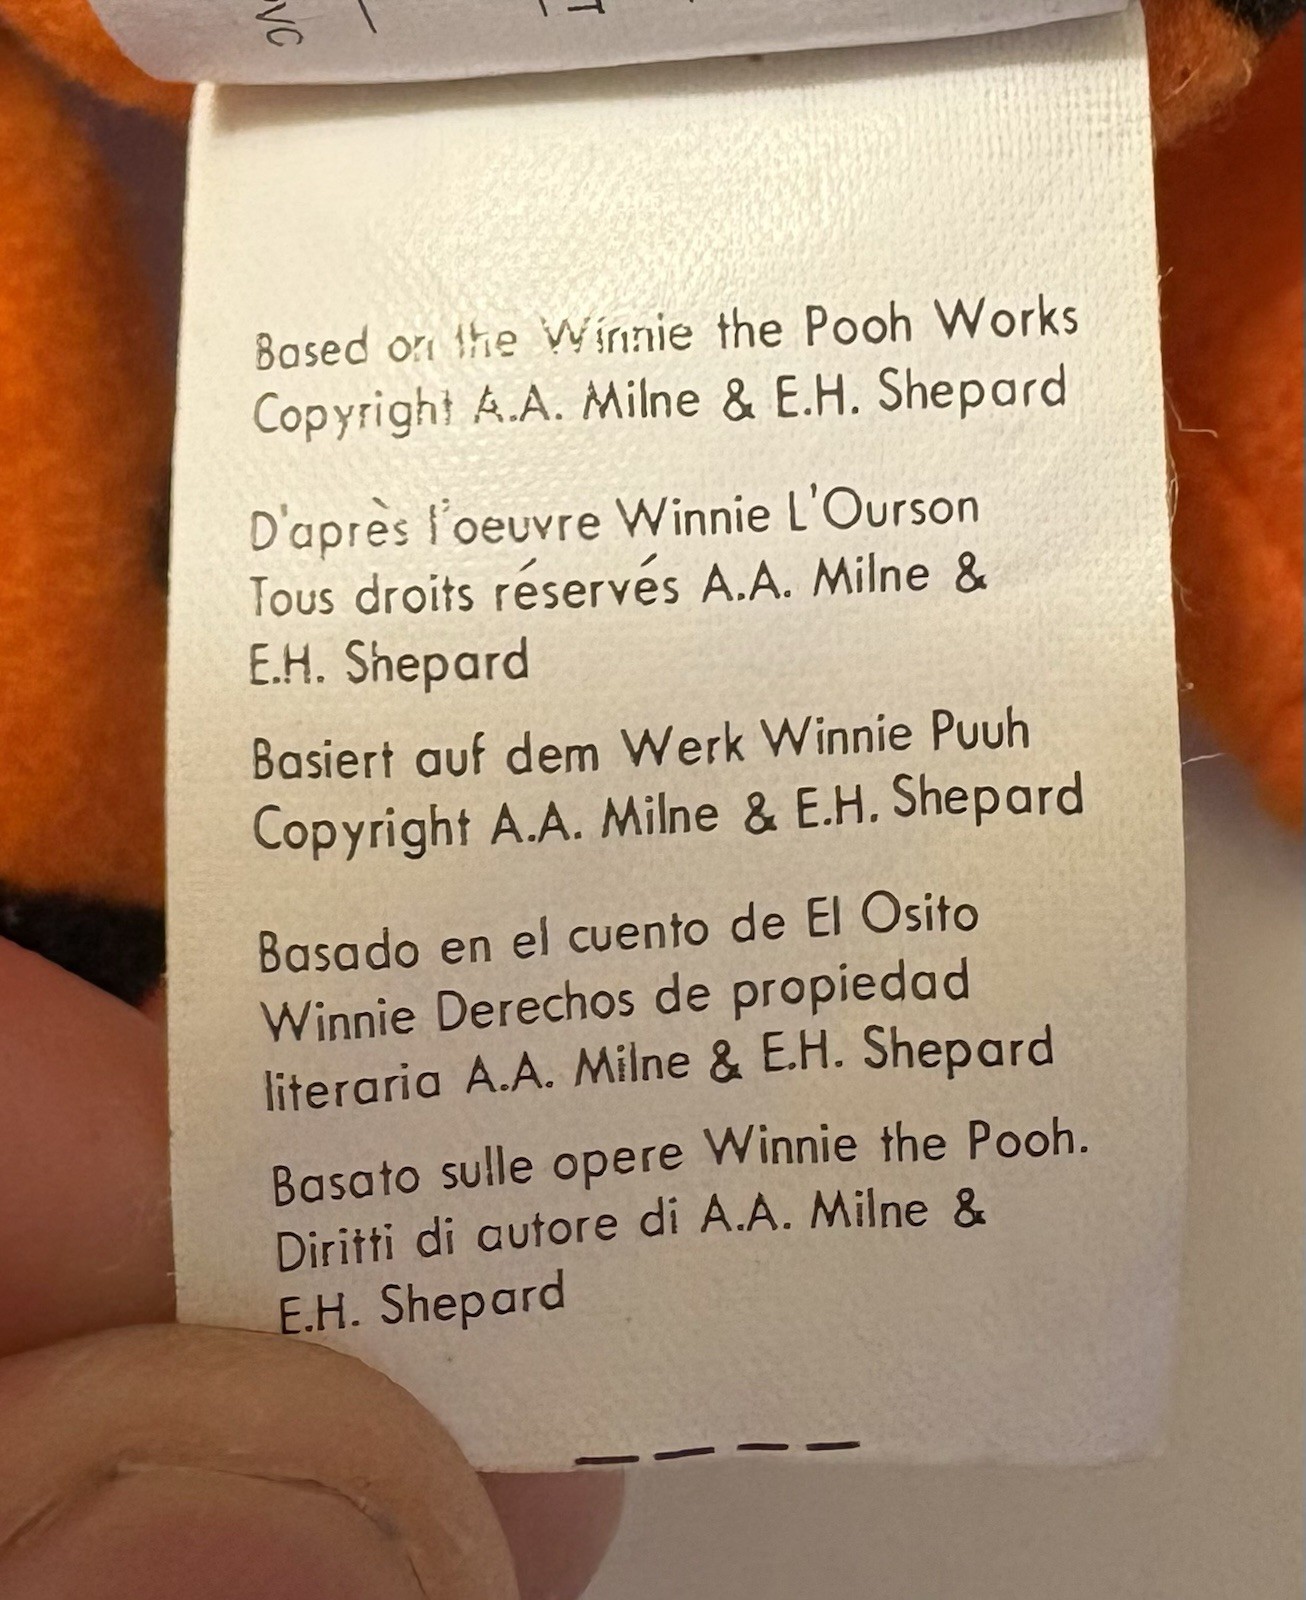 Based on the Winnie the Pooh Works
Copyright A.A. Milne & E.H. Shepard
D'après l'oeuvre Winnie L'Ourson
Tous droits réservés A.A. Milne &
E.H. Shepard
Basiert auf dem Werk Winnie Puuh
Copyright A.A. Milne & E.H. Shepard
Basado en el cuento de El Osito
Winnie Derechos de propiedad
literaria A.A. Milne & E.H. Shepard
Basato sulle opere Winnie the Pooh.
Diritti di autore di A.A. Milne &
E.H. Shepard